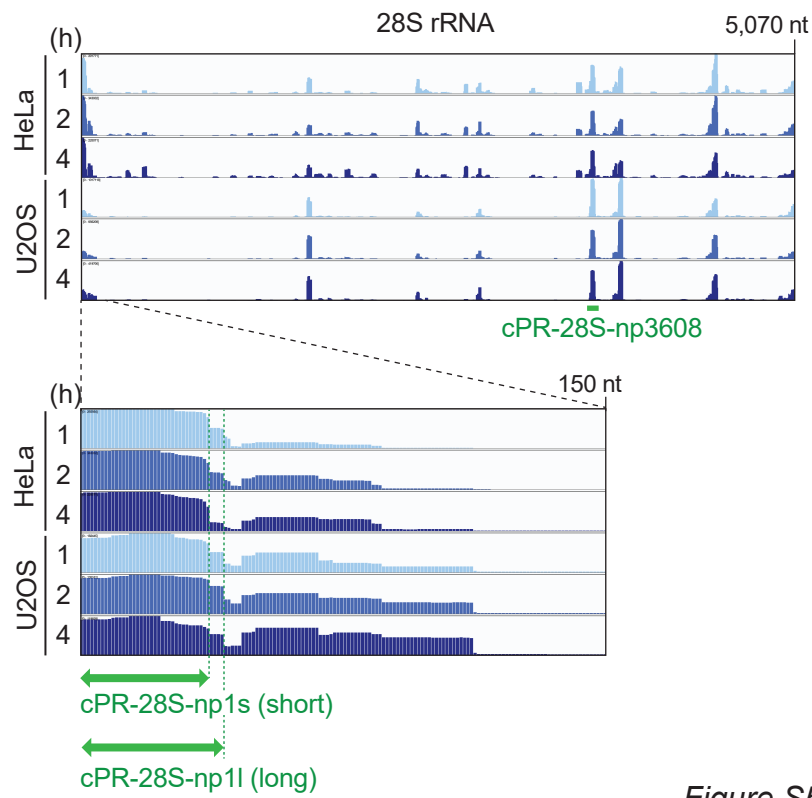 28S rRNA
5,070 nt
(h)
HeLa
1
2
4
U2OS
1
2
4
cPR-28S-np3608
(h)
150 nt
HeLa
1
2
4
U2OS
1
2
4
cPR-28S-np1s (short)
cPR-28S-np1l (long)